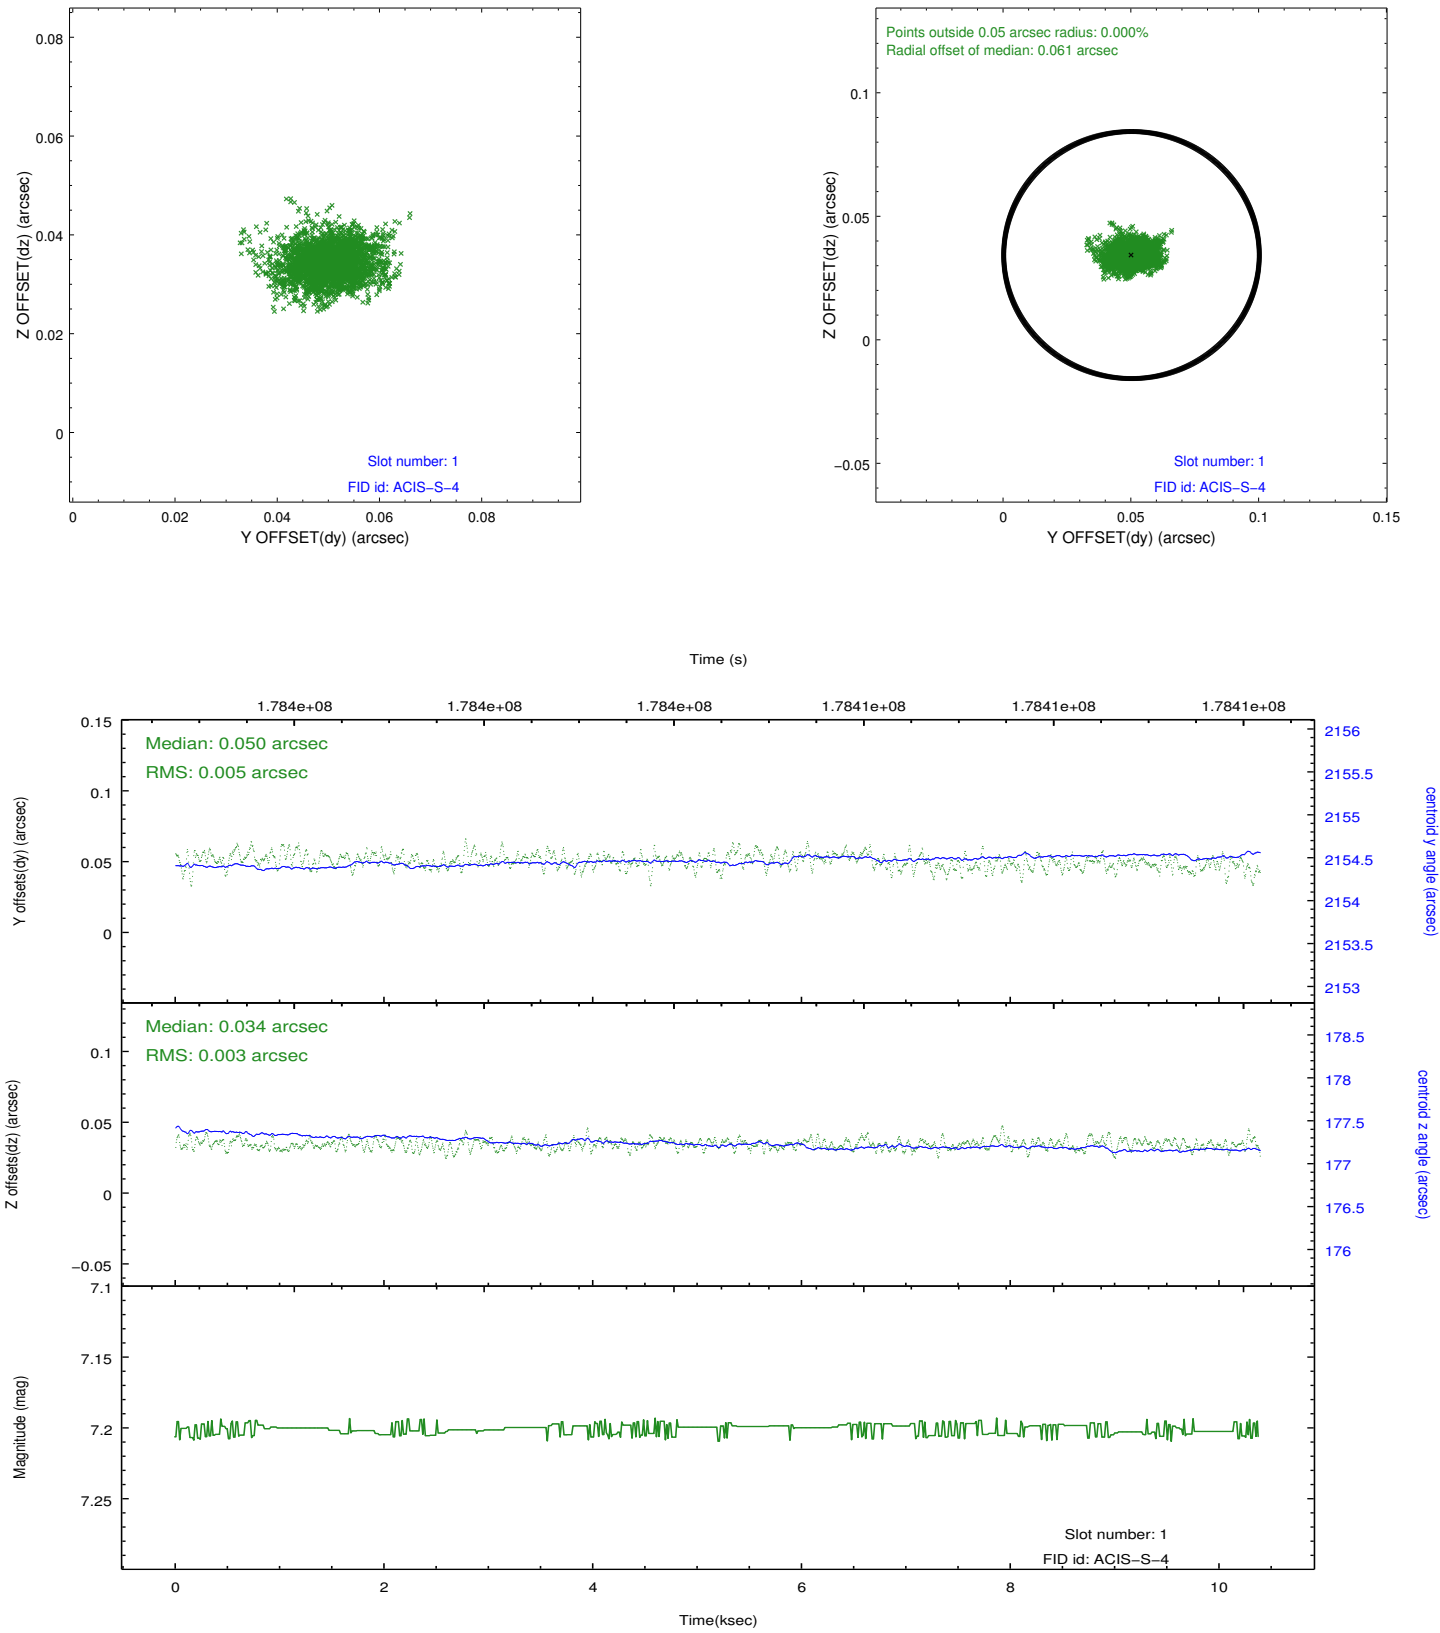 0.08
0.06
0.04
0.02
0
Z OFFSET(dz) (arcsec)
Slot number: 1
FID id: ACIS−S−4
0 0.02 0.04 0.06 0.08
Y OFFSET(dy) (arcsec)
Points outside 0.05 arcsec radius: 0.000%
Radial offset of median: 0.061 arcsec
0.1
0.05
0
−0.05
Z OFFSET(dz) (arcsec)
Slot number: 1
FID id: ACIS−S−4
0 0.05 0.1 0.15
Y OFFSET(dy) (arcsec)
Time (s)
1.784e+08 1.784e+08 1.784e+08 1.7841e+08 1.7841e+08 1.7841e+08
Median: 0.050 arcsec
RMS: 0.005 arcsec
0.15
0.1
0.05
0
Y offsets(dy) (arcsec)
2156
2155.5
2155
2154.5
2154
2153.5
2153
centroid y angle (arcsec)
Median: 0.034 arcsec
RMS: 0.003 arcsec
0.1
0.05
0
−0.05
Z offsets(dz) (arcsec)
178.5
178
177.5
177
176.5
176
centroid z angle (arcsec)
7.1
7.15
7.2
7.25
Magnitude (mag)
Slot number: 1
FID id: ACIS−S−4
0 2 4 6 8 10
Time(ksec)